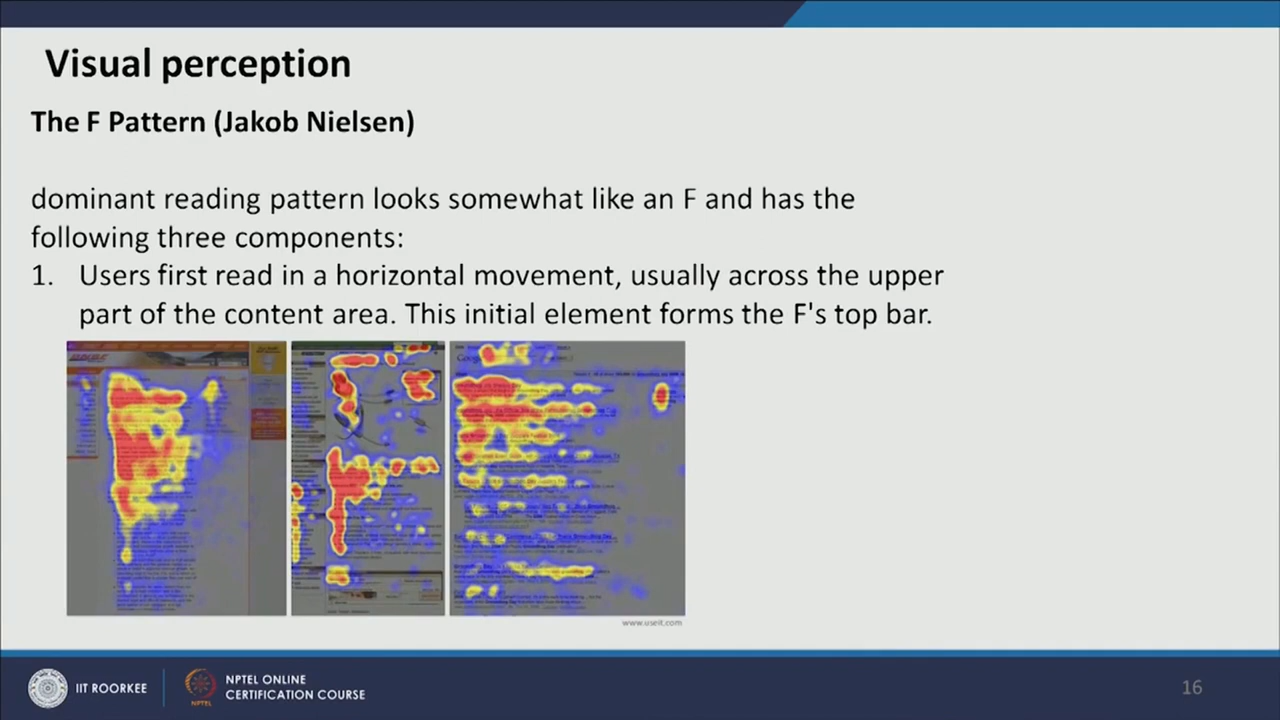 Visual perception
The F Pattern (Jakob Nielsen)
dominant reading pattern looks somewhat like an F and has the
following three components:
1. Users first read in a horizontal movement, usually across the upper
part of the content area. This initial element forms the F's top bar.
www.useit.com
IIT ROORKEE
NPTEL
NPTEL ONLINE
CERTIFICATION COURSE
16